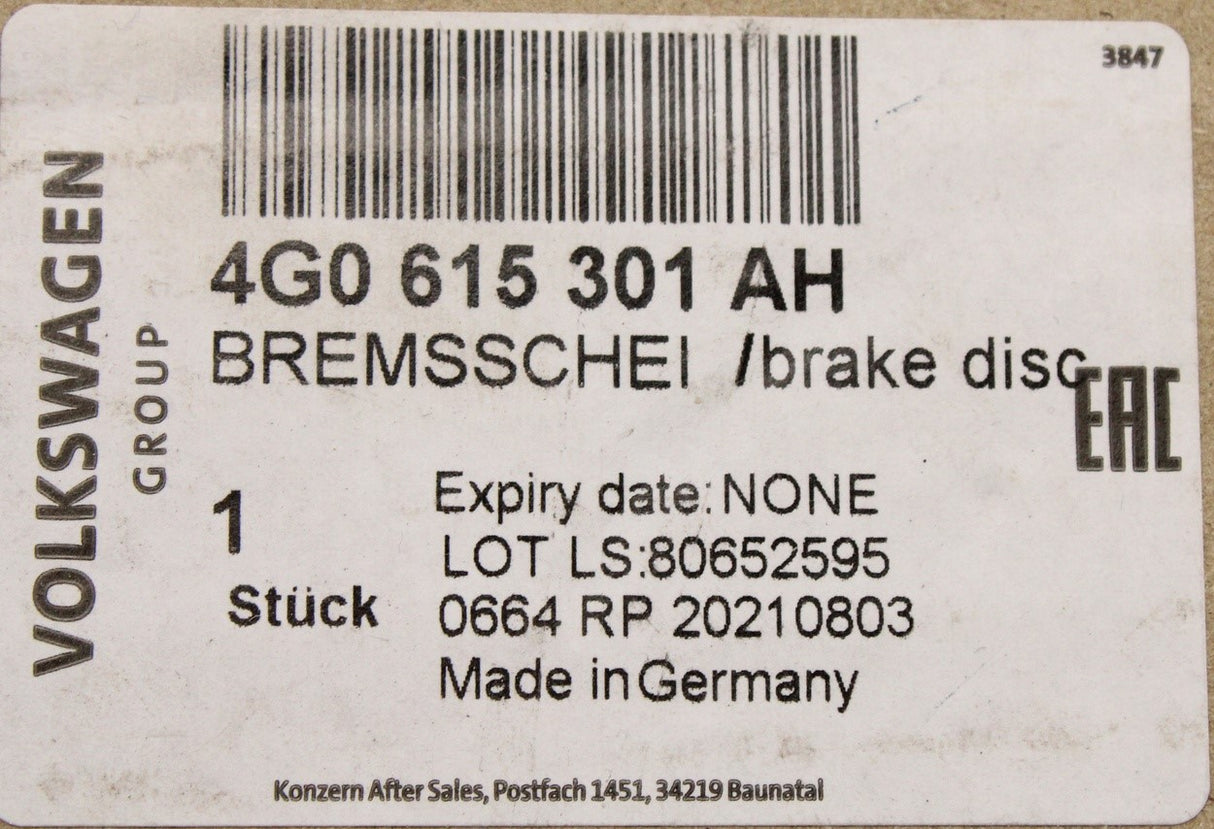 3847
VOLKSWAGEN
GROUP
4G0 615 301 AH
BREMSSCHEI /brake disc
EAC
1
Stück
Expiry date: NONE
LOT LS:80652595
0664 RP 20210803
Made in Germany
Konzern After Sales, Postfach 1451, 34219 Baunatal